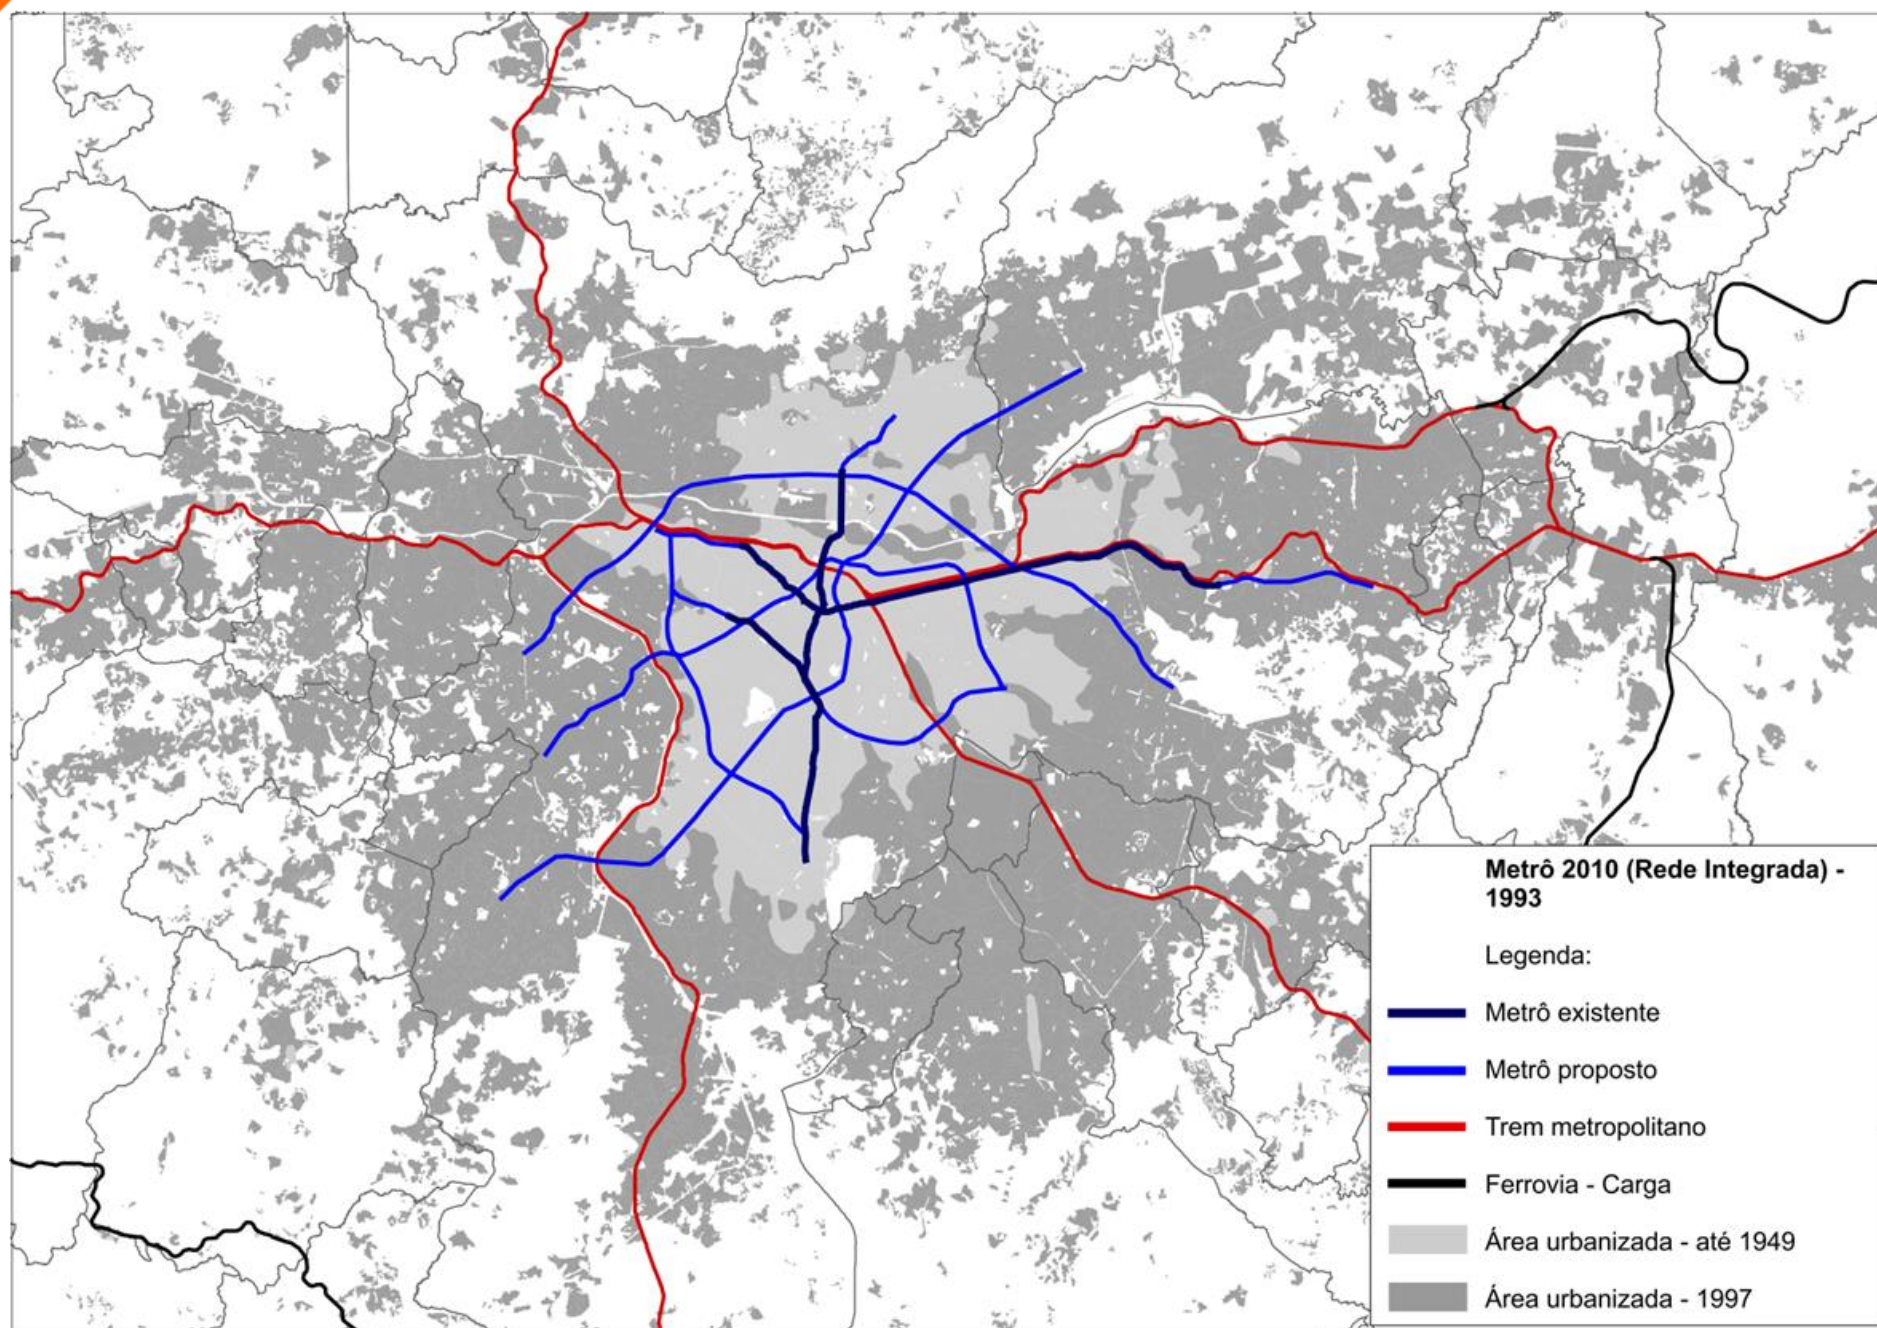 Metrô 2010 (Rede Integrada) -
1993
Legenda:
Metrô existente
Metrô proposto
Trem metropolitano
Ferrovia - Carga
Área urbanizada - até 1949
Área urbanizada - 1997